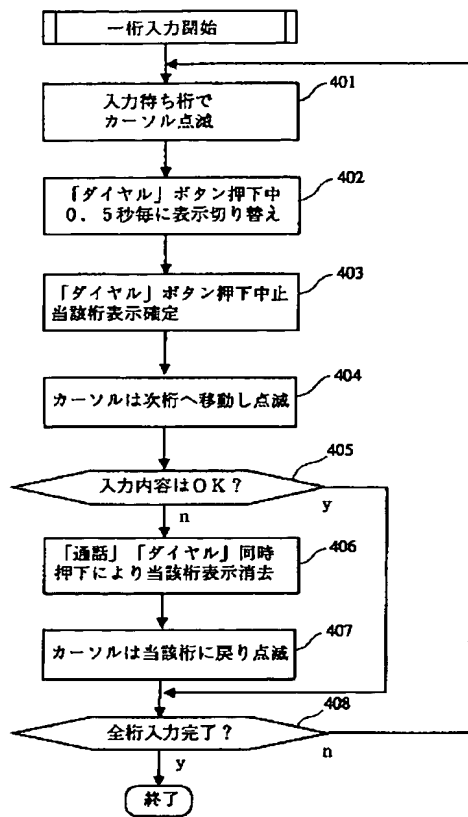 一桁入力開始
401
入力待ち桁で
カーソル点滅
402
「ダイヤル」ボタン押下中
０．５秒毎に表示切り替え
403
「ダイヤル」ボタン押下中止
当該桁表示確定
404
カーソルは次桁へ移動し点滅
405
入力内容はＯＫ？
y
n
406
「通話」「ダイヤル」同時
押下により当該桁表示消去
407
カーソルは当該桁に戻り点滅
408
全桁入力完了？
y
n
終了